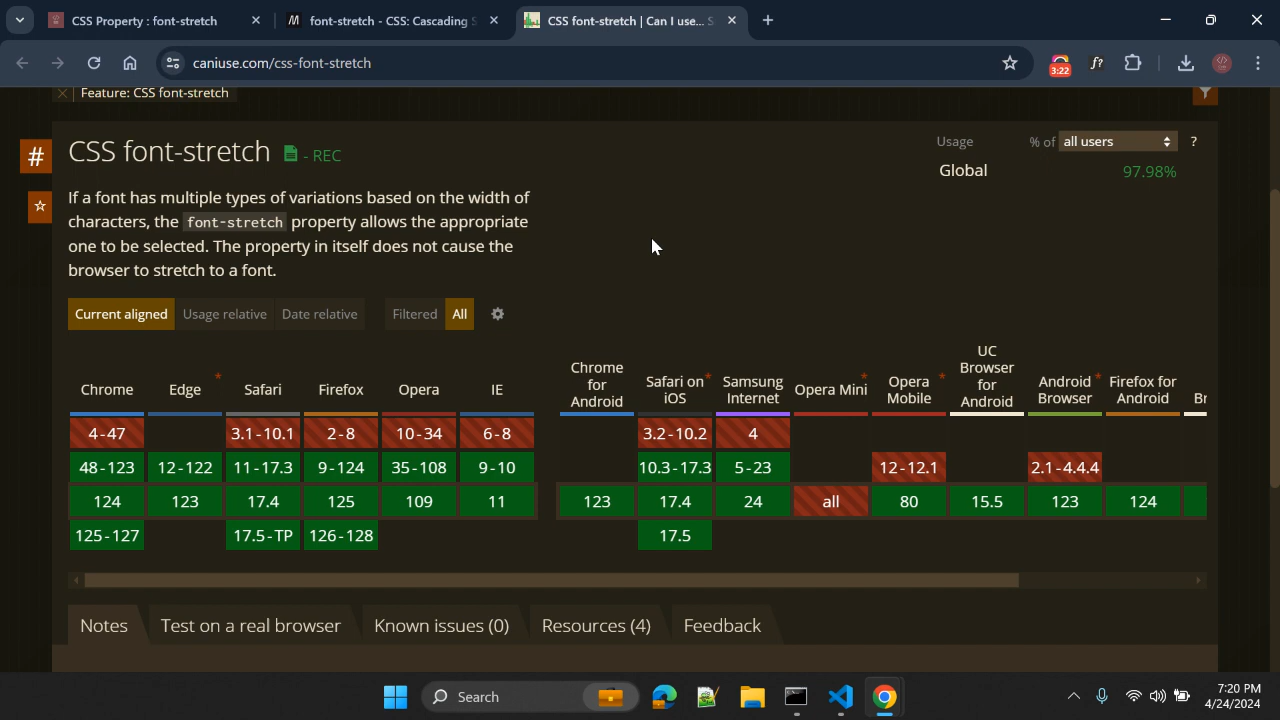 CSS Property : font-stretch
font-stretch - CSS: Cascading S
CSS font-stretch | Can I use... S
caniuse.com/css-font-stretch
3:22
f?
Feature: CSS font-stretch
#
CSS font-stretch - REC
Usage % of all users ?
Global 97.98%
If a font has multiple types of variations based on the width of
characters, the font-stretch property allows the appropriate
one to be selected. The property in itself does not cause the
browser to stretch to a font.
Current aligned Usage relative Date relative Filtered All
Chrome Edge * Safari Firefox Opera IE Chrome for Android Safari on iOS * Samsung Internet Opera Mini * Opera Mobile * UC Browser for Android Android Browser * Firefox for Android Br
4-47 3.1-10.1 2-8 10-34 6-8 3.2-10.2 4
48-123 12-122 11-17.3 9-124 35-108 9-10 10.3-17.3 5-23 12-12.1 2.1-4.4.4
124 123 17.4 125 109 11 123 17.4 24 all 80 15.5 123 124
125-127 17.5-TP 126-128 17.5
Notes Test on a real browser Known issues (0) Resources (4) Feedback
Search
7:20 PM
4/24/2024